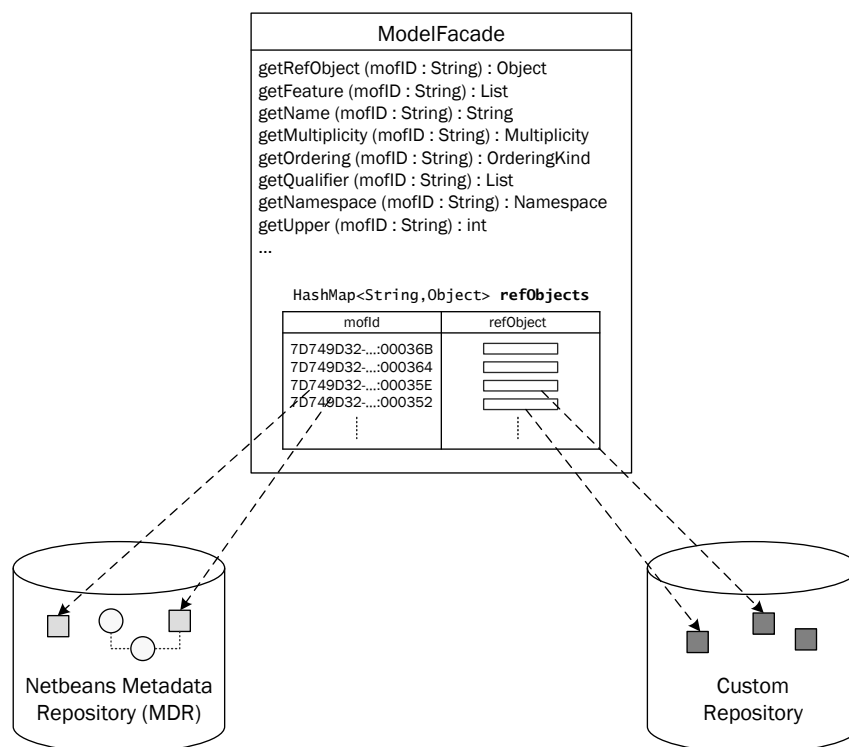 ModelFacade
getRefObject (mofID : String) : Object
getFeature (mofID : String) : List
getName (mofID : String) : String
getMultiplicity (mofID : String) : Multiplicity
getOrdering (mofID : String) : OrderingKind
getQualifier (mofID : String) : List
getNamespace (mofID : String) : Namespace
getUpper (mofID : String) : int
...
HashMap<String,Object> refObjects
mofId refObject
7D749D32-...:00036B
7D749D32-...:000364
7D749D32-...:00035E
7D749D32-...:000352
Netbeans Metadata
Repository (MDR)
Custom
Repository